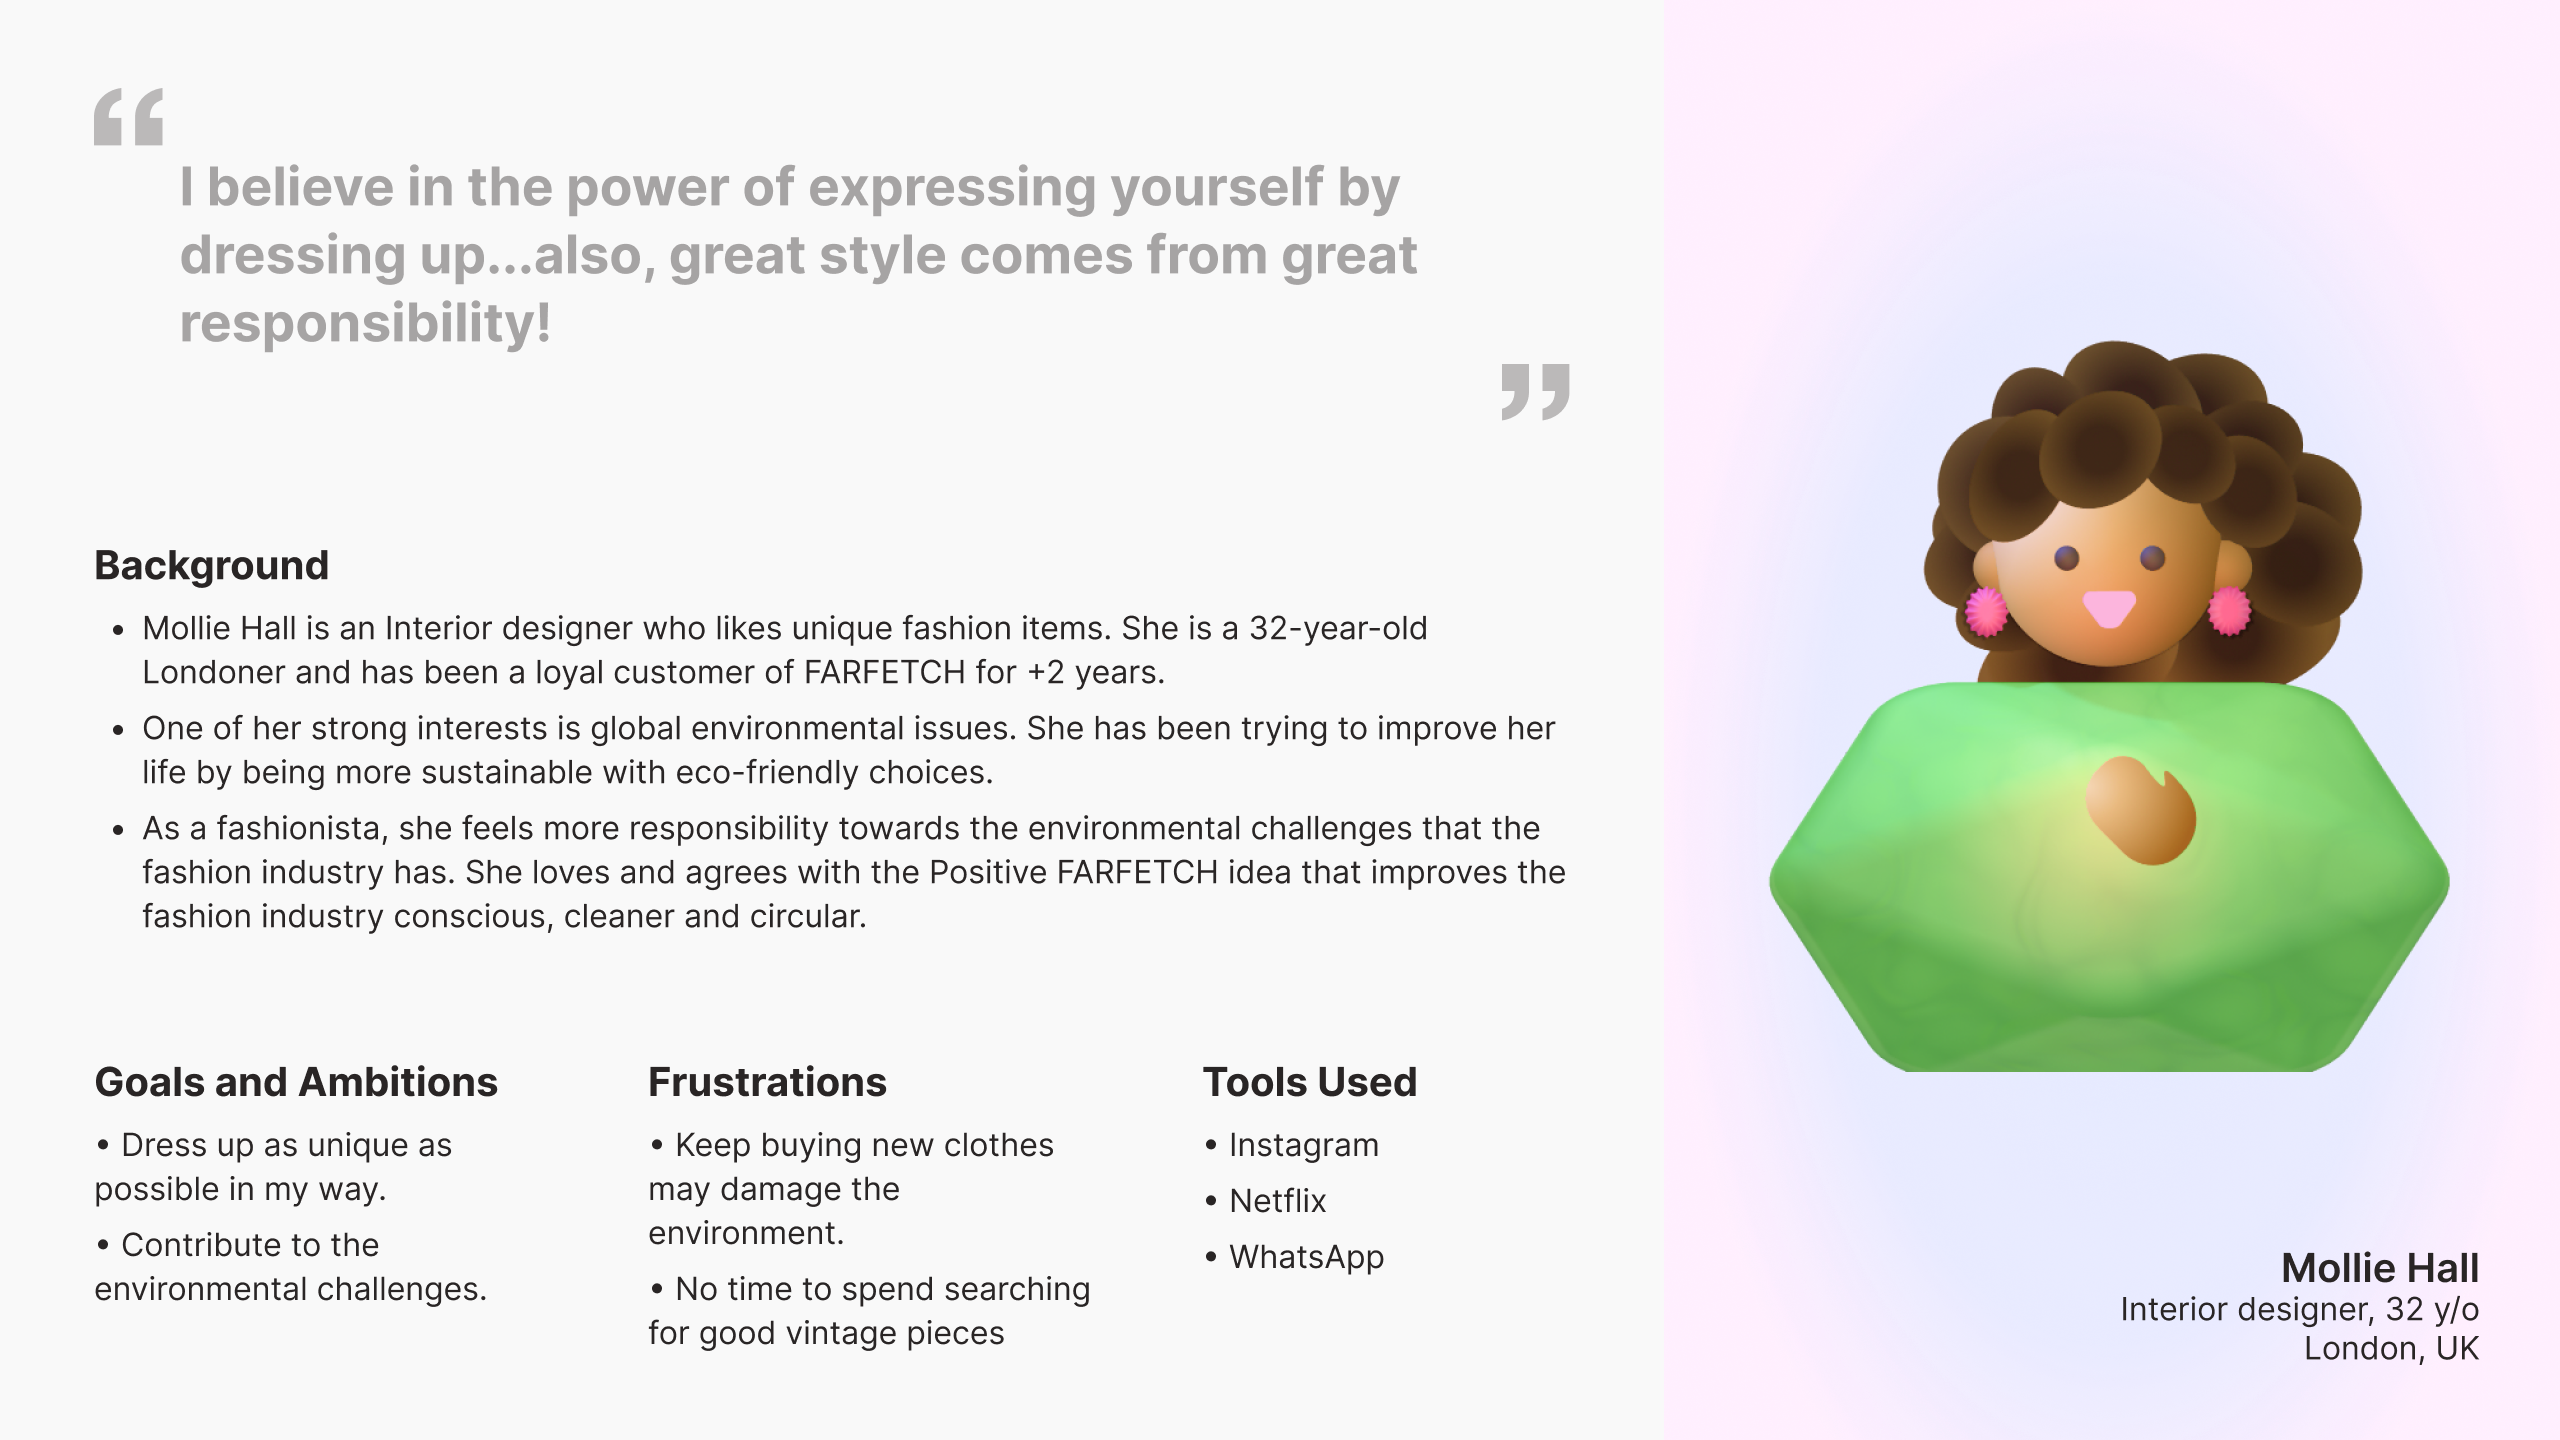 “
I believe in the power of expressing yourself by
dressing up...also, great style comes from great
responsibility!
”
Background
• Mollie Hall is an Interior designer who likes unique fashion items. She is a 32-year-old
Londoner and has been a loyal customer of FARFETCH for +2 years.
• One of her strong interests is global environmental issues. She has been trying to improve her
life by being more sustainable with eco-friendly choices.
• As a fashionista, she feels more responsibility towards the environmental challenges that the
fashion industry has. She loves and agrees with the Positive FARFETCH idea that improves the
fashion industry conscious, cleaner and circular.
Goals and Ambitions
• Dress up as unique as
possible in my way.
• Contribute to the
environmental challenges.
Frustrations
• Keep buying new clothes
may damage the
environment.
• No time to spend searching
for good vintage pieces
Tools Used
• Instagram
• Netflix
• WhatsApp
Mollie Hall
Interior designer, 32 y/o
London, UK